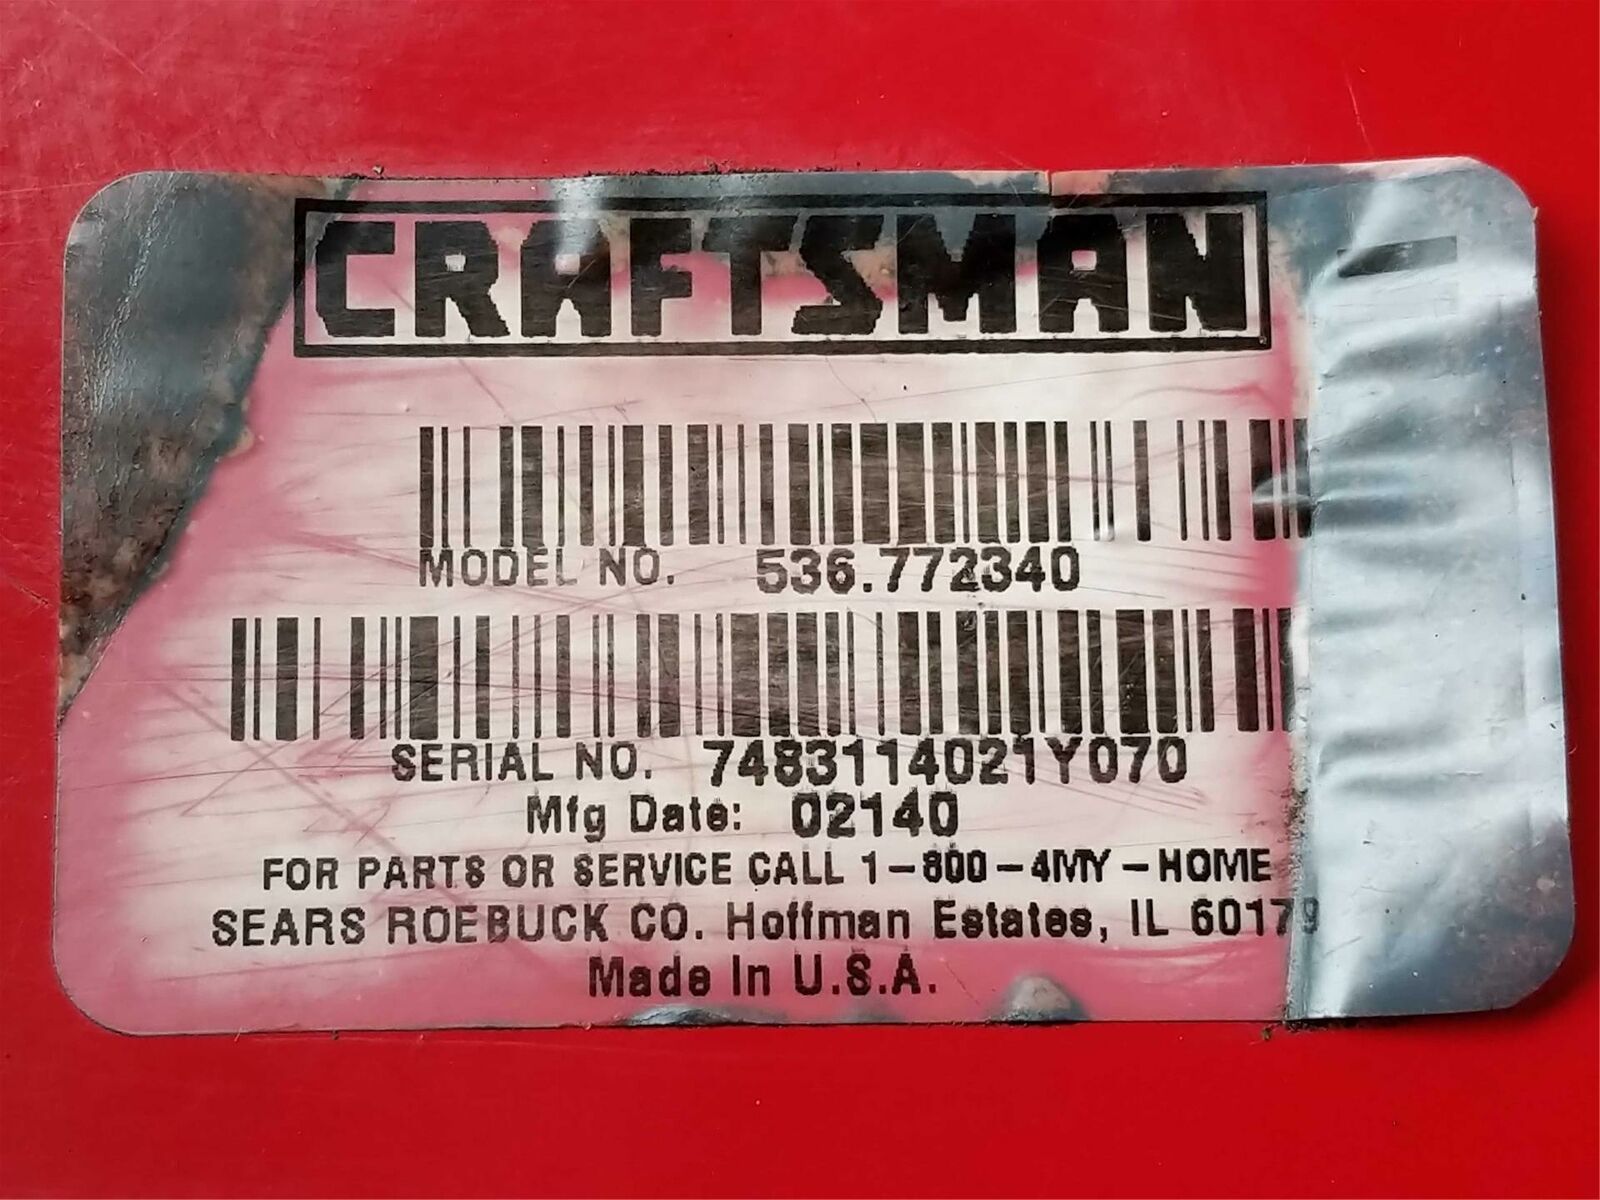 CRAFTSMAN
MODEL NO. 536.772340
SERIAL NO. 7483114021Y070
Mfg Date: 02140
FOR PARTS OR SERVICE CALL 1-800-4MY-HOME
SEARS ROEBUCK CO. Hoffman Estates, IL 60179
Made In U.S.A.